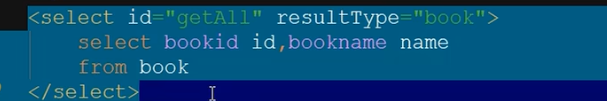 <select id="getAll" resultType="book">
select bookid id,bookname name
from book
</select>